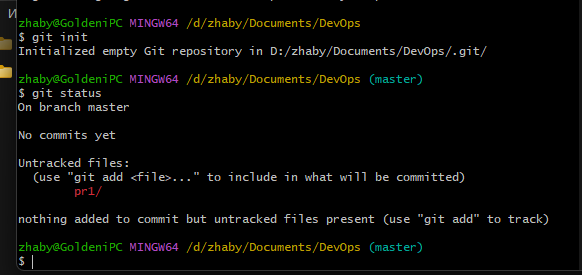 zhaby@GoldeniPC MINGW64 /d/zhaby/Documents/DevOps
$ git init
Initialized empty Git repository in D:/zhaby/Documents/DevOps/.git/
zhaby@GoldeniPC MINGW64 /d/zhaby/Documents/DevOps (master)
$ git status
On branch master
No commits yet
Untracked files:
(use "git add <file>..." to include in what will be committed)
pr1/
nothing added to commit but untracked files present (use "git add" to track)
zhaby@GoldeniPC MINGW64 /d/zhaby/Documents/DevOps (master)
$